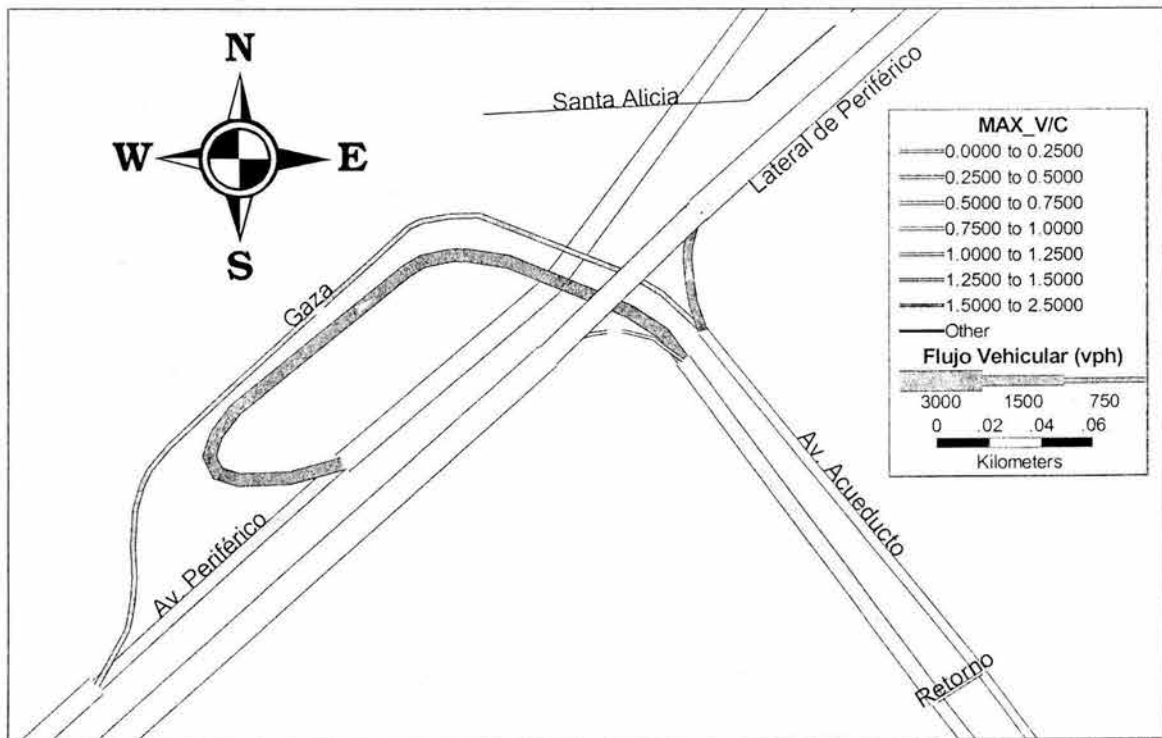 N
W E
S
Santa Alicia
Lateral de Periférico
Gaza
Av. Periférico
Av. Acueducto
Retorno
MAX_V/C
0.0000 to 0.2500
0.2500 to 0.5000
0.5000 to 0.7500
0.7500 to 1.0000
1.0000 to 1.2500
1.2500 to 1.5000
1.5000 to 2.5000
Other
Flujo Vehicular (vph)
3000 1500 750
0 .02 .04 .06
Kilometers